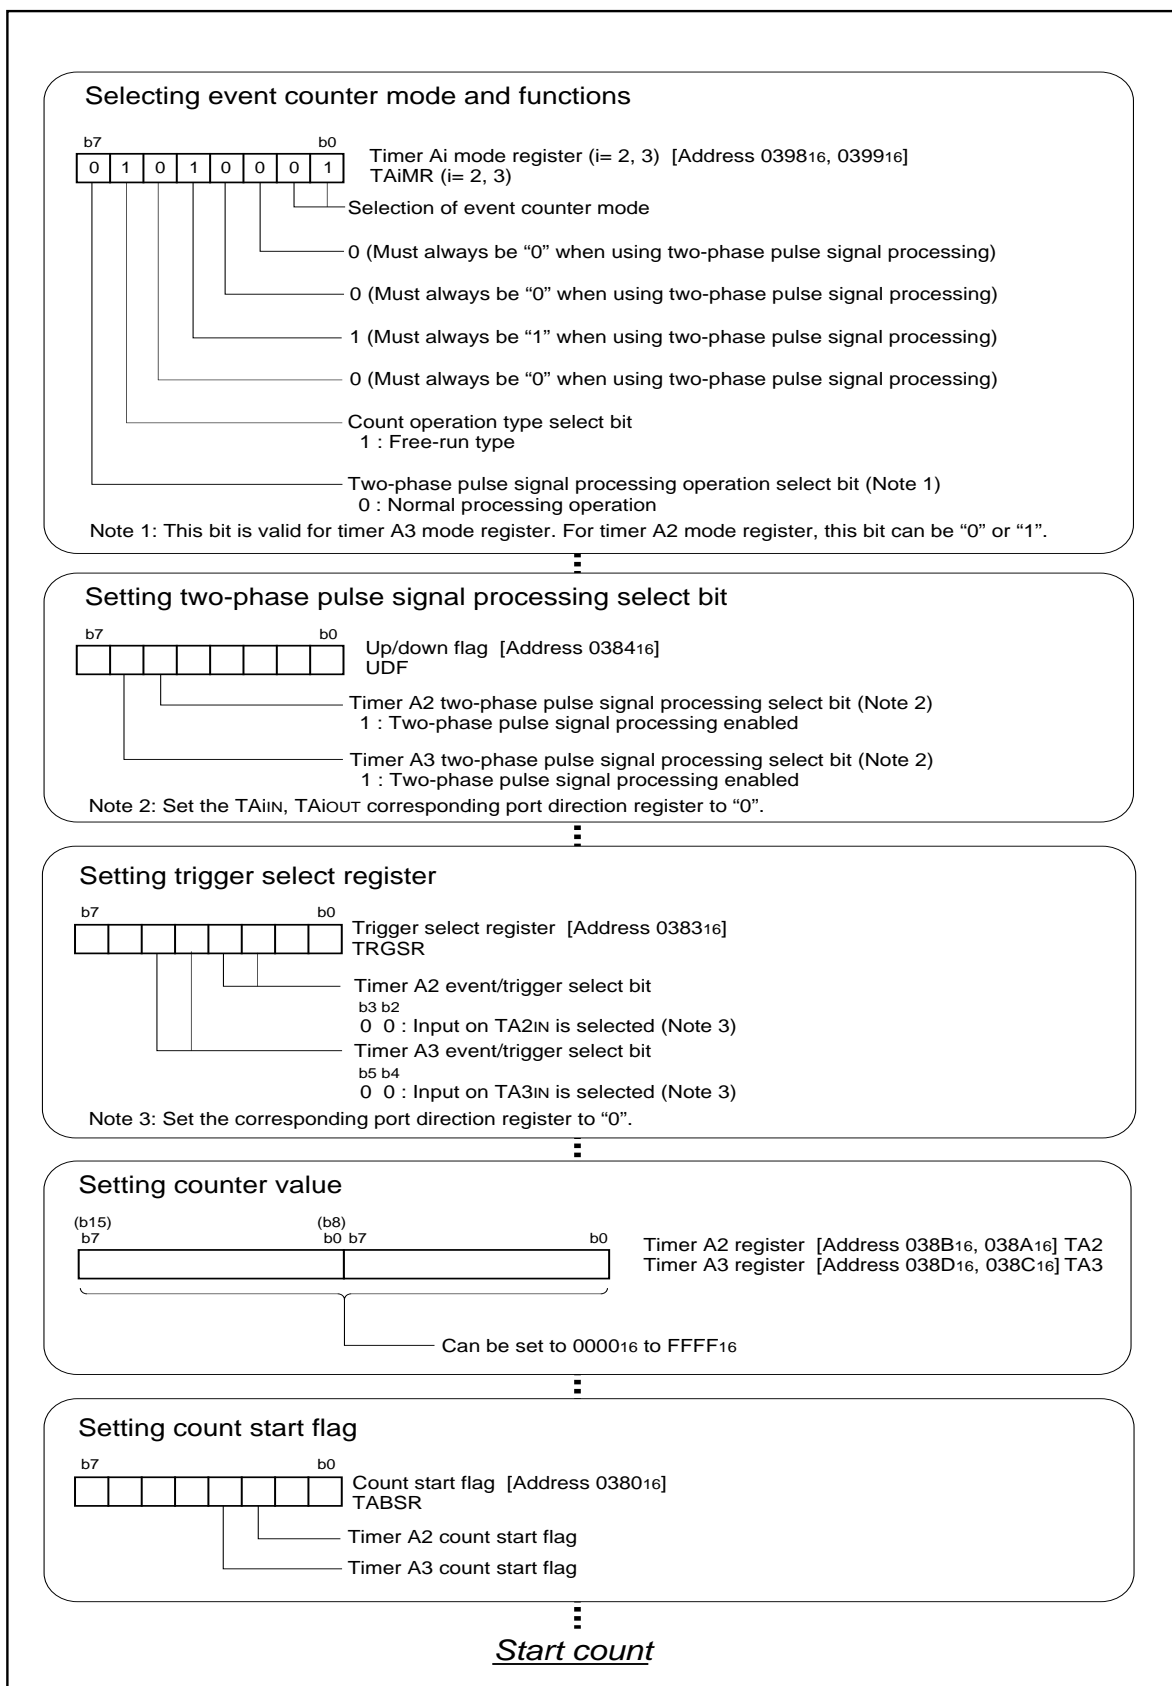 Selecting event counter mode and functions
b7 b0
0 1 0 1 0 0 0 1
Timer Ai mode register (i= 2, 3) [Address 039816, 039916]
TAiMR (i= 2, 3)
Selection of event counter mode
0 (Must always be “0” when using two-phase pulse signal processing)
0 (Must always be “0” when using two-phase pulse signal processing)
1 (Must always be “1” when using two-phase pulse signal processing)
0 (Must always be “0” when using two-phase pulse signal processing)
Count operation type select bit
1 : Free-run type
Two-phase pulse signal processing operation select bit (Note 1)
0 : Normal processing operation
Note 1: This bit is valid for timer A3 mode register. For timer A2 mode register, this bit can be “0” or “1”.
Setting two-phase pulse signal processing select bit
b7 b0
Up/down flag [Address 038416]
UDF
Timer A2 two-phase pulse signal processing select bit (Note 2)
1 : Two-phase pulse signal processing enabled
Timer A3 two-phase pulse signal processing select bit (Note 2)
1 : Two-phase pulse signal processing enabled
Note 2: Set the TAiIN, TAiOUT corresponding port direction register to “0”.
Setting trigger select register
b7 b0
Trigger select register [Address 038316]
TRGSR
Timer A2 event/trigger select bit
b3 b2
0 0 : Input on TA2IN is selected (Note 3)
Timer A3 event/trigger select bit
b5 b4
0 0 : Input on TA3IN is selected (Note 3)
Note 3: Set the corresponding port direction register to “0”.
Setting counter value
(b15) (b8)
b7 b0 b7 b0
Timer A2 register [Address 038B16, 038A16] TA2
Timer A3 register [Address 038D16, 038C16] TA3
Can be set to 000016 to FFFF16
Setting count start flag
b7 b0
Count start flag [Address 038016]
TABSR
Timer A2 count start flag
Timer A3 count start flag
Start count